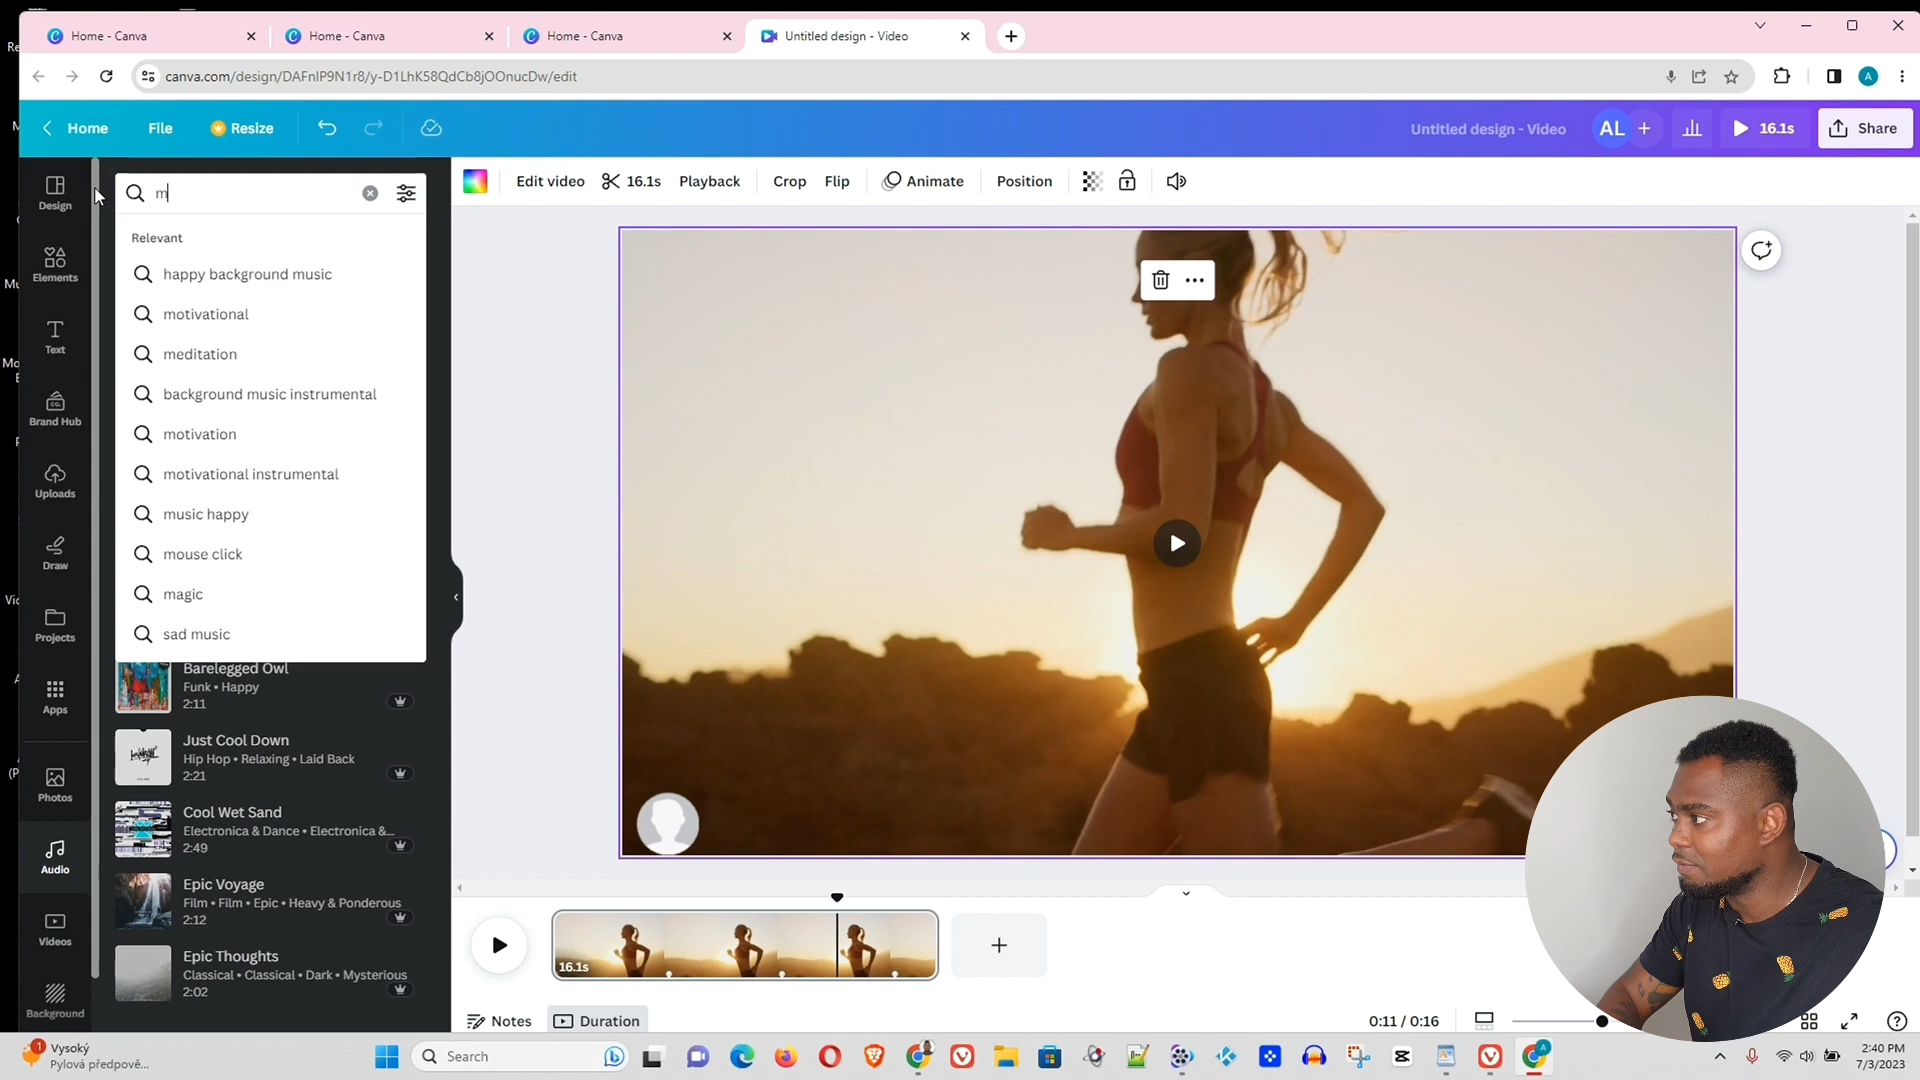 Home - Canva
Home - Canva
Home - Canva
Untitled design - Video
canva.com/design/DAFnlP9N1r8/y-D1LhK58QdCb8jOOnucDw/edit
A
Home
File
Resize
Untitled design - Video
AL
16.1s
Share
Design
Elements
Text
Brand Hub
Uploads
Draw
Projects
Apps
Photos
Audio
Videos
Background
m
Relevant
happy background music
motivational
meditation
background music instrumental
motivation
motivational instrumental
music happy
mouse click
magic
sad music
Barelegged Owl
Funk • Happy
2:11
Just Cool Down
Hip Hop • Relaxing • Laid Back
2:21
Cool Wet Sand
Electronica & Dance • Electronica &...
2:49
Epic Voyage
Film • Film • Epic • Heavy & Ponderous
2:12
Epic Thoughts
Classical • Classical • Dark • Mysterious
2:02
Edit video
16.1s
Playback
Crop
Flip
Animate
Position
16.1s
Notes
Duration
0:11 / 0:16
1
Vysoký
Pylová předpově...
Search
2:40 PM
7/3/2023